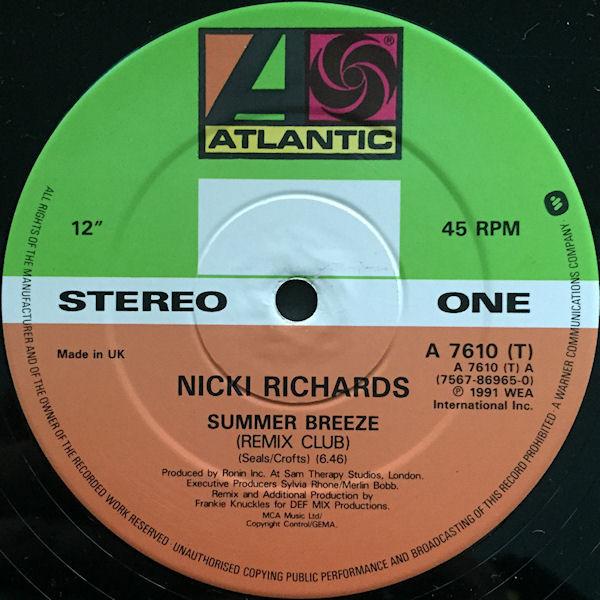 ATLANTIC
®
12"
45 RPM
STEREO
ONE
Made in UK
A 7610 (T)
A 7610 (T) A
(7567-86965-0)
℗ 1991 WEA
International Inc.
NICKI RICHARDS
SUMMER BREEZE
(REMIX CLUB)
(Seals/Crofts) (6.46)
Produced by Ronin Inc. At Sam Therapy Studios, London.
Executive Producers Sylvia Rhone/Merlin Bobb.
Remix and Additional Production by
Frankie Knuckles for DEF MIX Productions.
MCA Music Ltd/
Copyright Control/GEMA.
ALL RIGHTS OF THE MANUFACTURER AND OF THE OWNER OF THE RECORDED WORK RESERVED · UNAUTHORISED COPYING PUBLIC PERFORMANCE AND BROADCASTING OF THIS RECORD PROHIBITED · A WARNER COMMUNICATIONS COMPANY ·